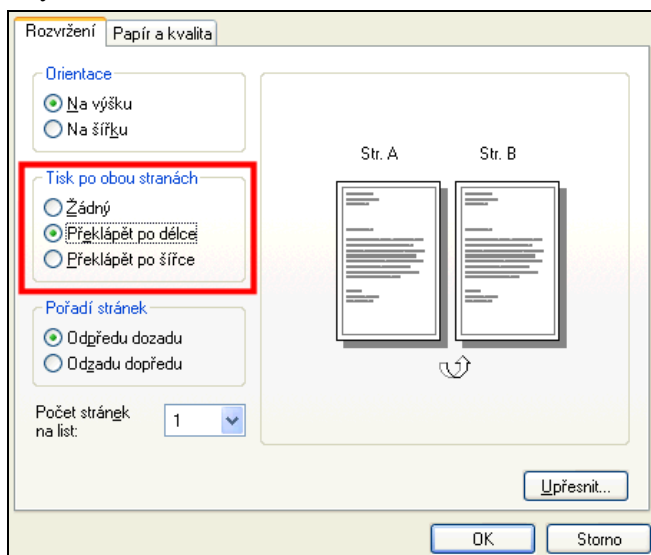 Rozvržení Papír a kvalita
Orientace
Na výšku
Na šířku
Tisk po obou stranách
Žádný
Překlápět po délce
Překlápět po šířce
Pořadí stránek
Odpředu dozadu
Odzadu dopředu
Počet stránek
na list:
1
Str. A Str. B
Upřesnit...
OK Storno